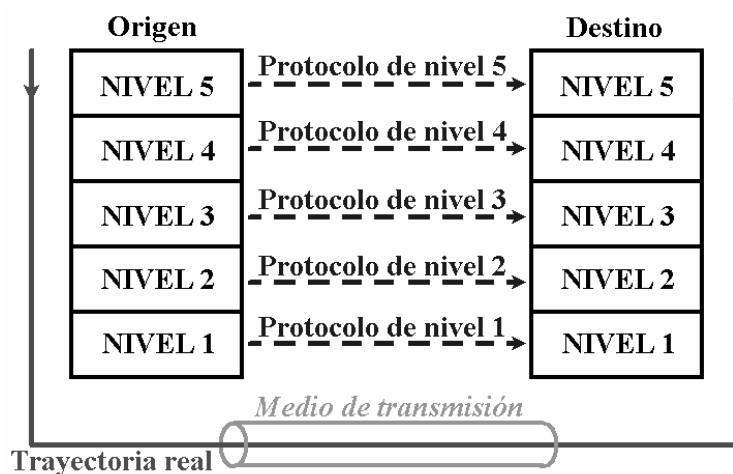 Origen
Destino
NIVEL 5
Protocolo de nivel 5
NIVEL 5
NIVEL 4
Protocolo de nivel 4
NIVEL 4
NIVEL 3
Protocolo de nivel 3
NIVEL 3
NIVEL 2
Protocolo de nivel 2
NIVEL 2
NIVEL 1
Protocolo de nivel 1
NIVEL 1
Medio de transmisión
Trayectoria real